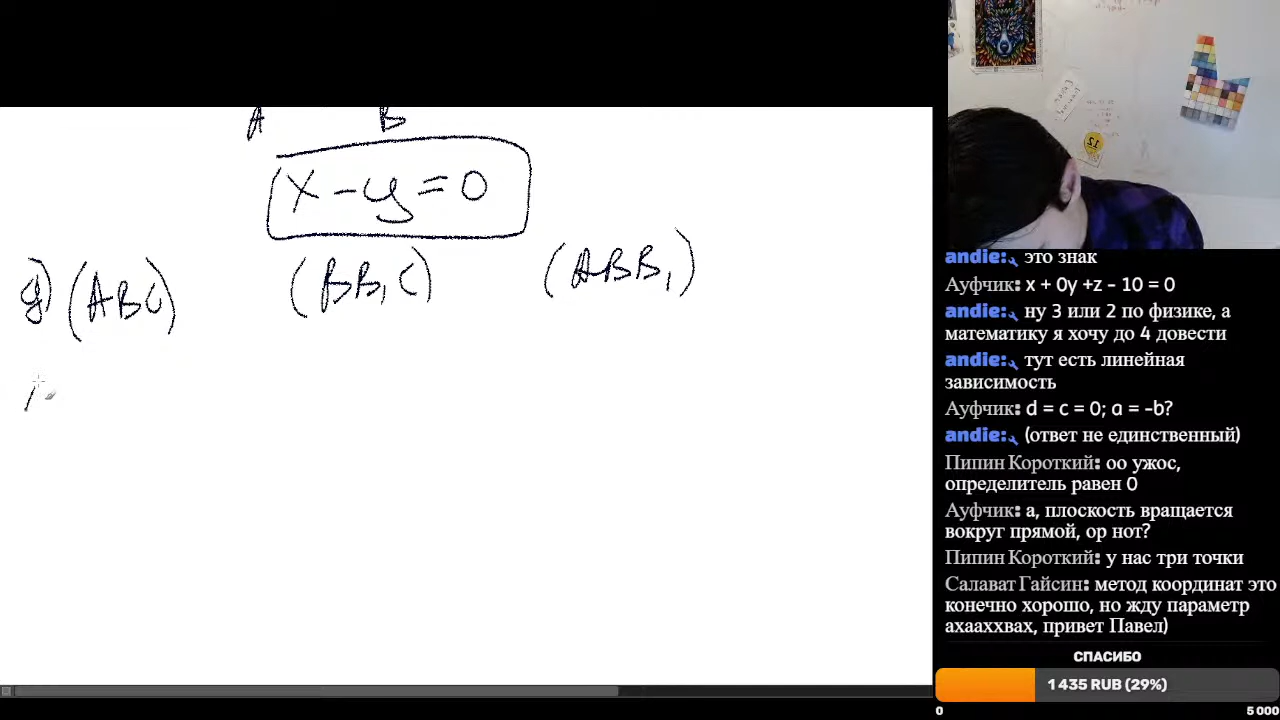 A B
x - y = 0
g) (ABC) (BB₁C) (ABB₁)
andie: это знак
Ауфчик: x + 0y +z – 10 = 0
andie: ну 3 или 2 по физике, а
математику я хочу до 4 довести
andie: тут есть линейная
зависимость
Ауфчик: d = c = 0; a = -b?
andie: (ответ не единственный)
Пипин Короткий: оо ужос,
определитель равен 0
Ауфчик: а, плоскость вращается
вокруг прямой, ор нот?
Пипин Короткий: у нас три точки
Салават Гайсин: метод координат это
конечно хорошо, но жду параметр
ахааххвах, привет Павел)
СПАСИБО
1 435 RUB (29%)
0 5 000